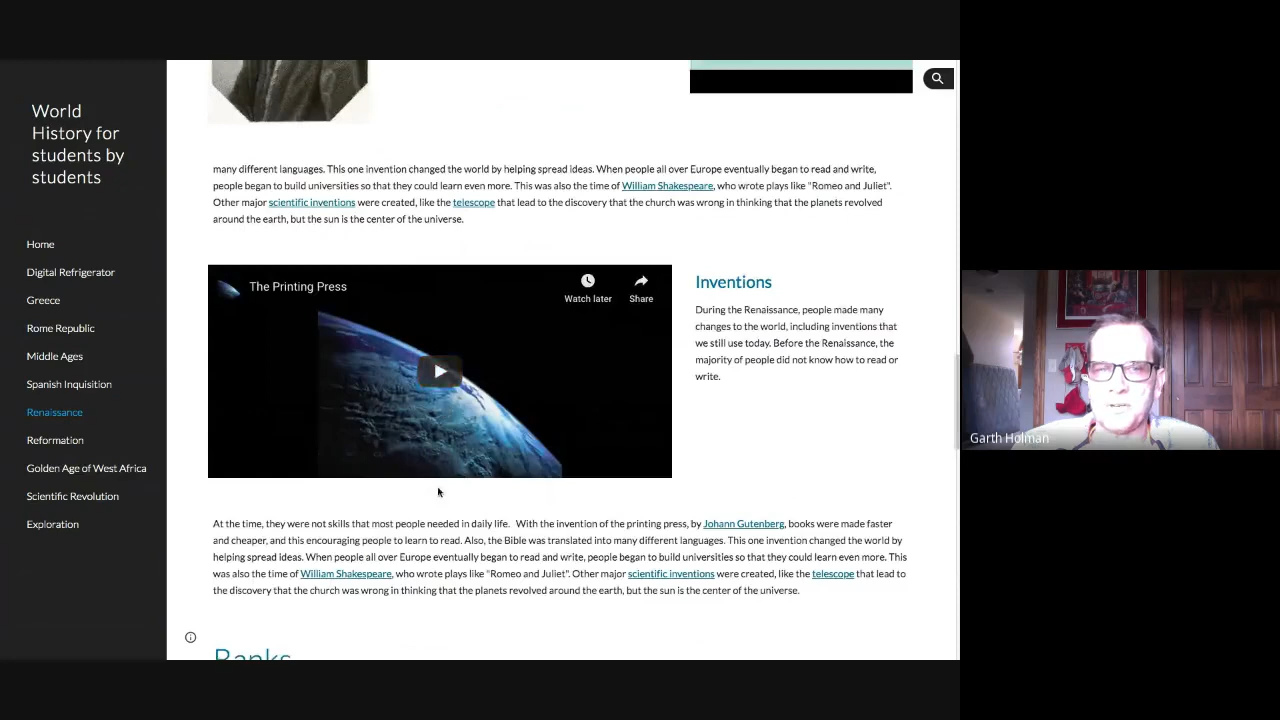 World
History for
students by
students
Home
Digital Refrigerator
Greece
Rome Republic
Middle Ages
Spanish Inquisition
Renaissance
Reformation
Golden Age of West Africa
Scientific Revolution
Exploration
many different languages. This one invention changed the world by helping spread ideas. When people all over Europe eventually began to read and write,
people began to build universities so that they could learn even more. This was also the time of William Shakespeare, who wrote plays like "Romeo and Juliet".
Other major scientific inventions were created, like the telescope that lead to the discovery that the church was wrong in thinking that the planets revolved
around the earth, but the sun is the center of the universe.
The Printing Press
Watch later
Share
Inventions
During the Renaissance, people made many
changes to the world, including inventions that
we still use today. Before the Renaissance, the
majority of people did not know how to read or
write.
At the time, they were not skills that most people needed in daily life. With the invention of the printing press, by Johann Gutenberg, books were made faster
and cheaper, and this encouraging people to learn to read. Also, the Bible was translated into many different languages. This one invention changed the world by
helping spread ideas. When people all over Europe eventually began to read and write, people began to build universities so that they could learn even more. This
was also the time of William Shakespeare, who wrote plays like "Romeo and Juliet". Other major scientific inventions were created, like the telescope that lead to
the discovery that the church was wrong in thinking that the planets revolved around the earth, but the sun is the center of the universe.
Banks
Garth Holman